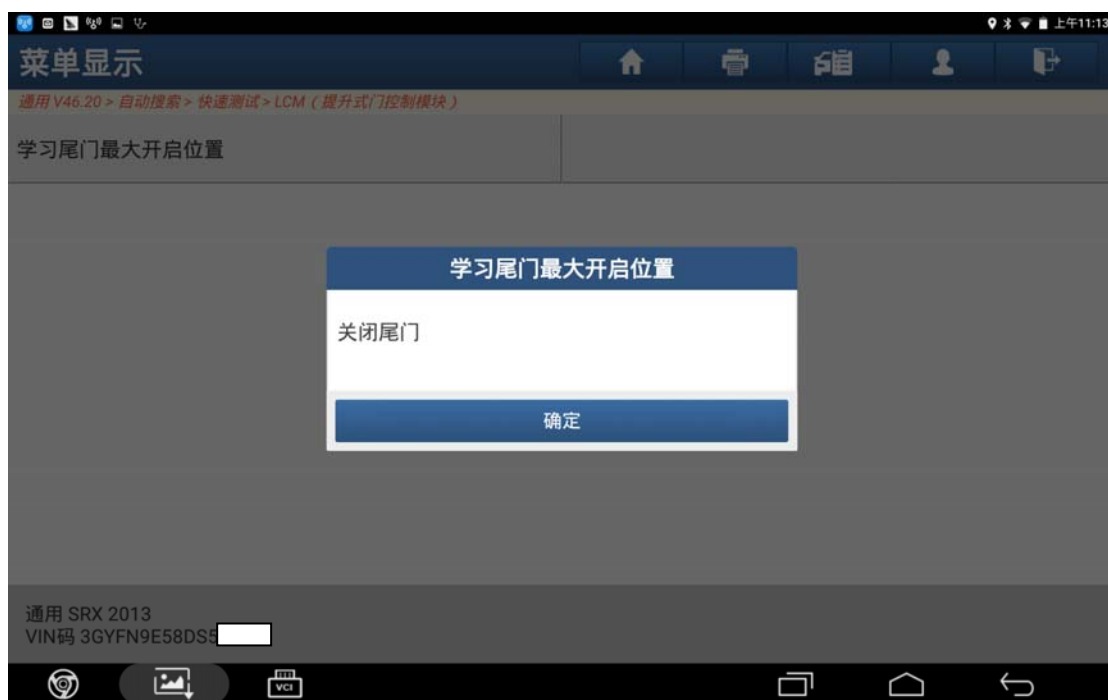 上午11:13
菜单显示
通用 V46.20 > 自动搜索 > 快速测试 > LCM ( 提升式门控制模块 )
学习尾门最大开启位置
学习尾门最大开启位置
关闭尾门
确定
通用 SRX 2013
VIN码 3GYFN9E58DS5
VCI